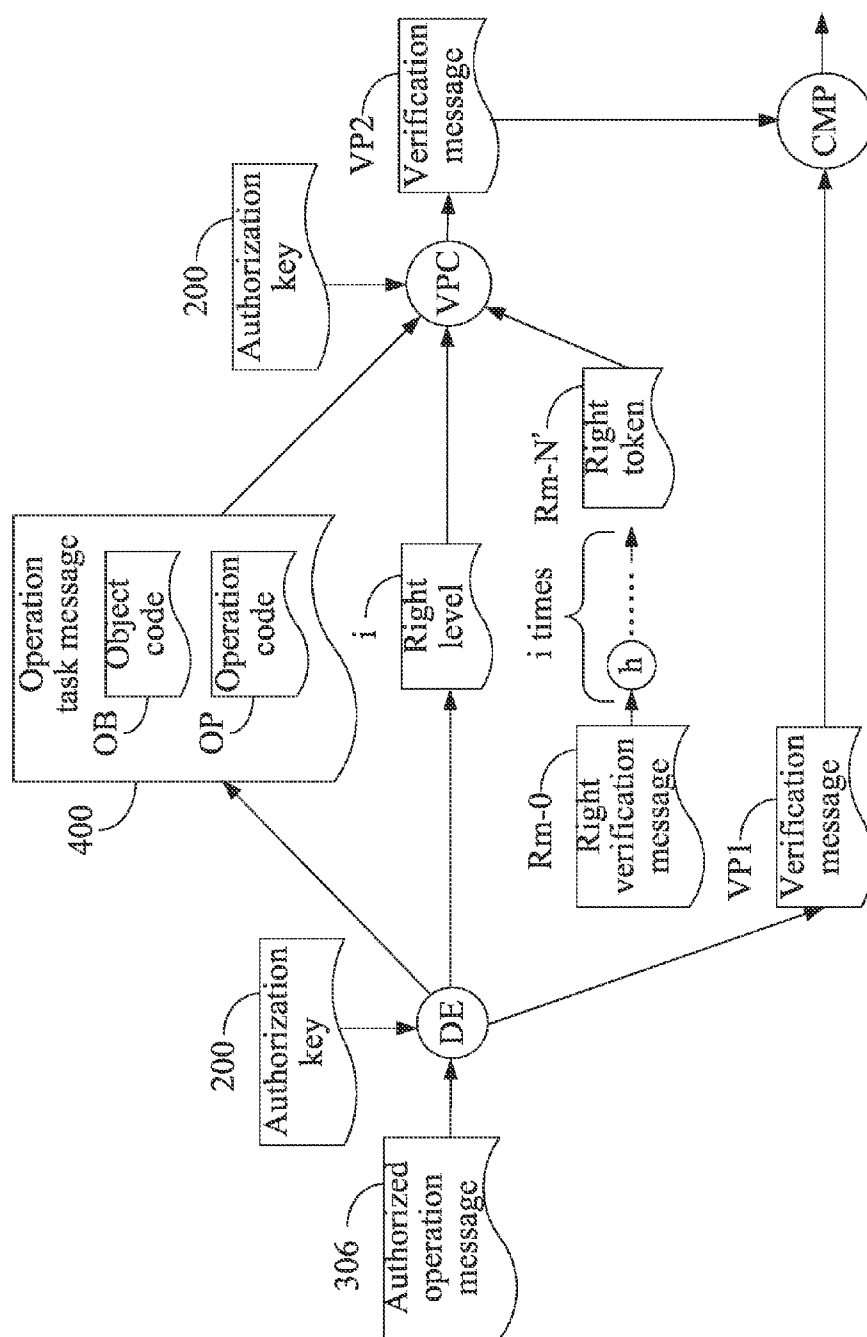 306
Authorized
operation
message
200
Authorization
key
DE
400
Operation
task message
OB
Object
code
OP
Operation
code
i
Right
level
Rm-0
Right
verification
message
h
i times
......
Rm-N'
Right
token
VP1
Verification
message
200
Authorization
key
VPC
VP2
Verification
message
CMP